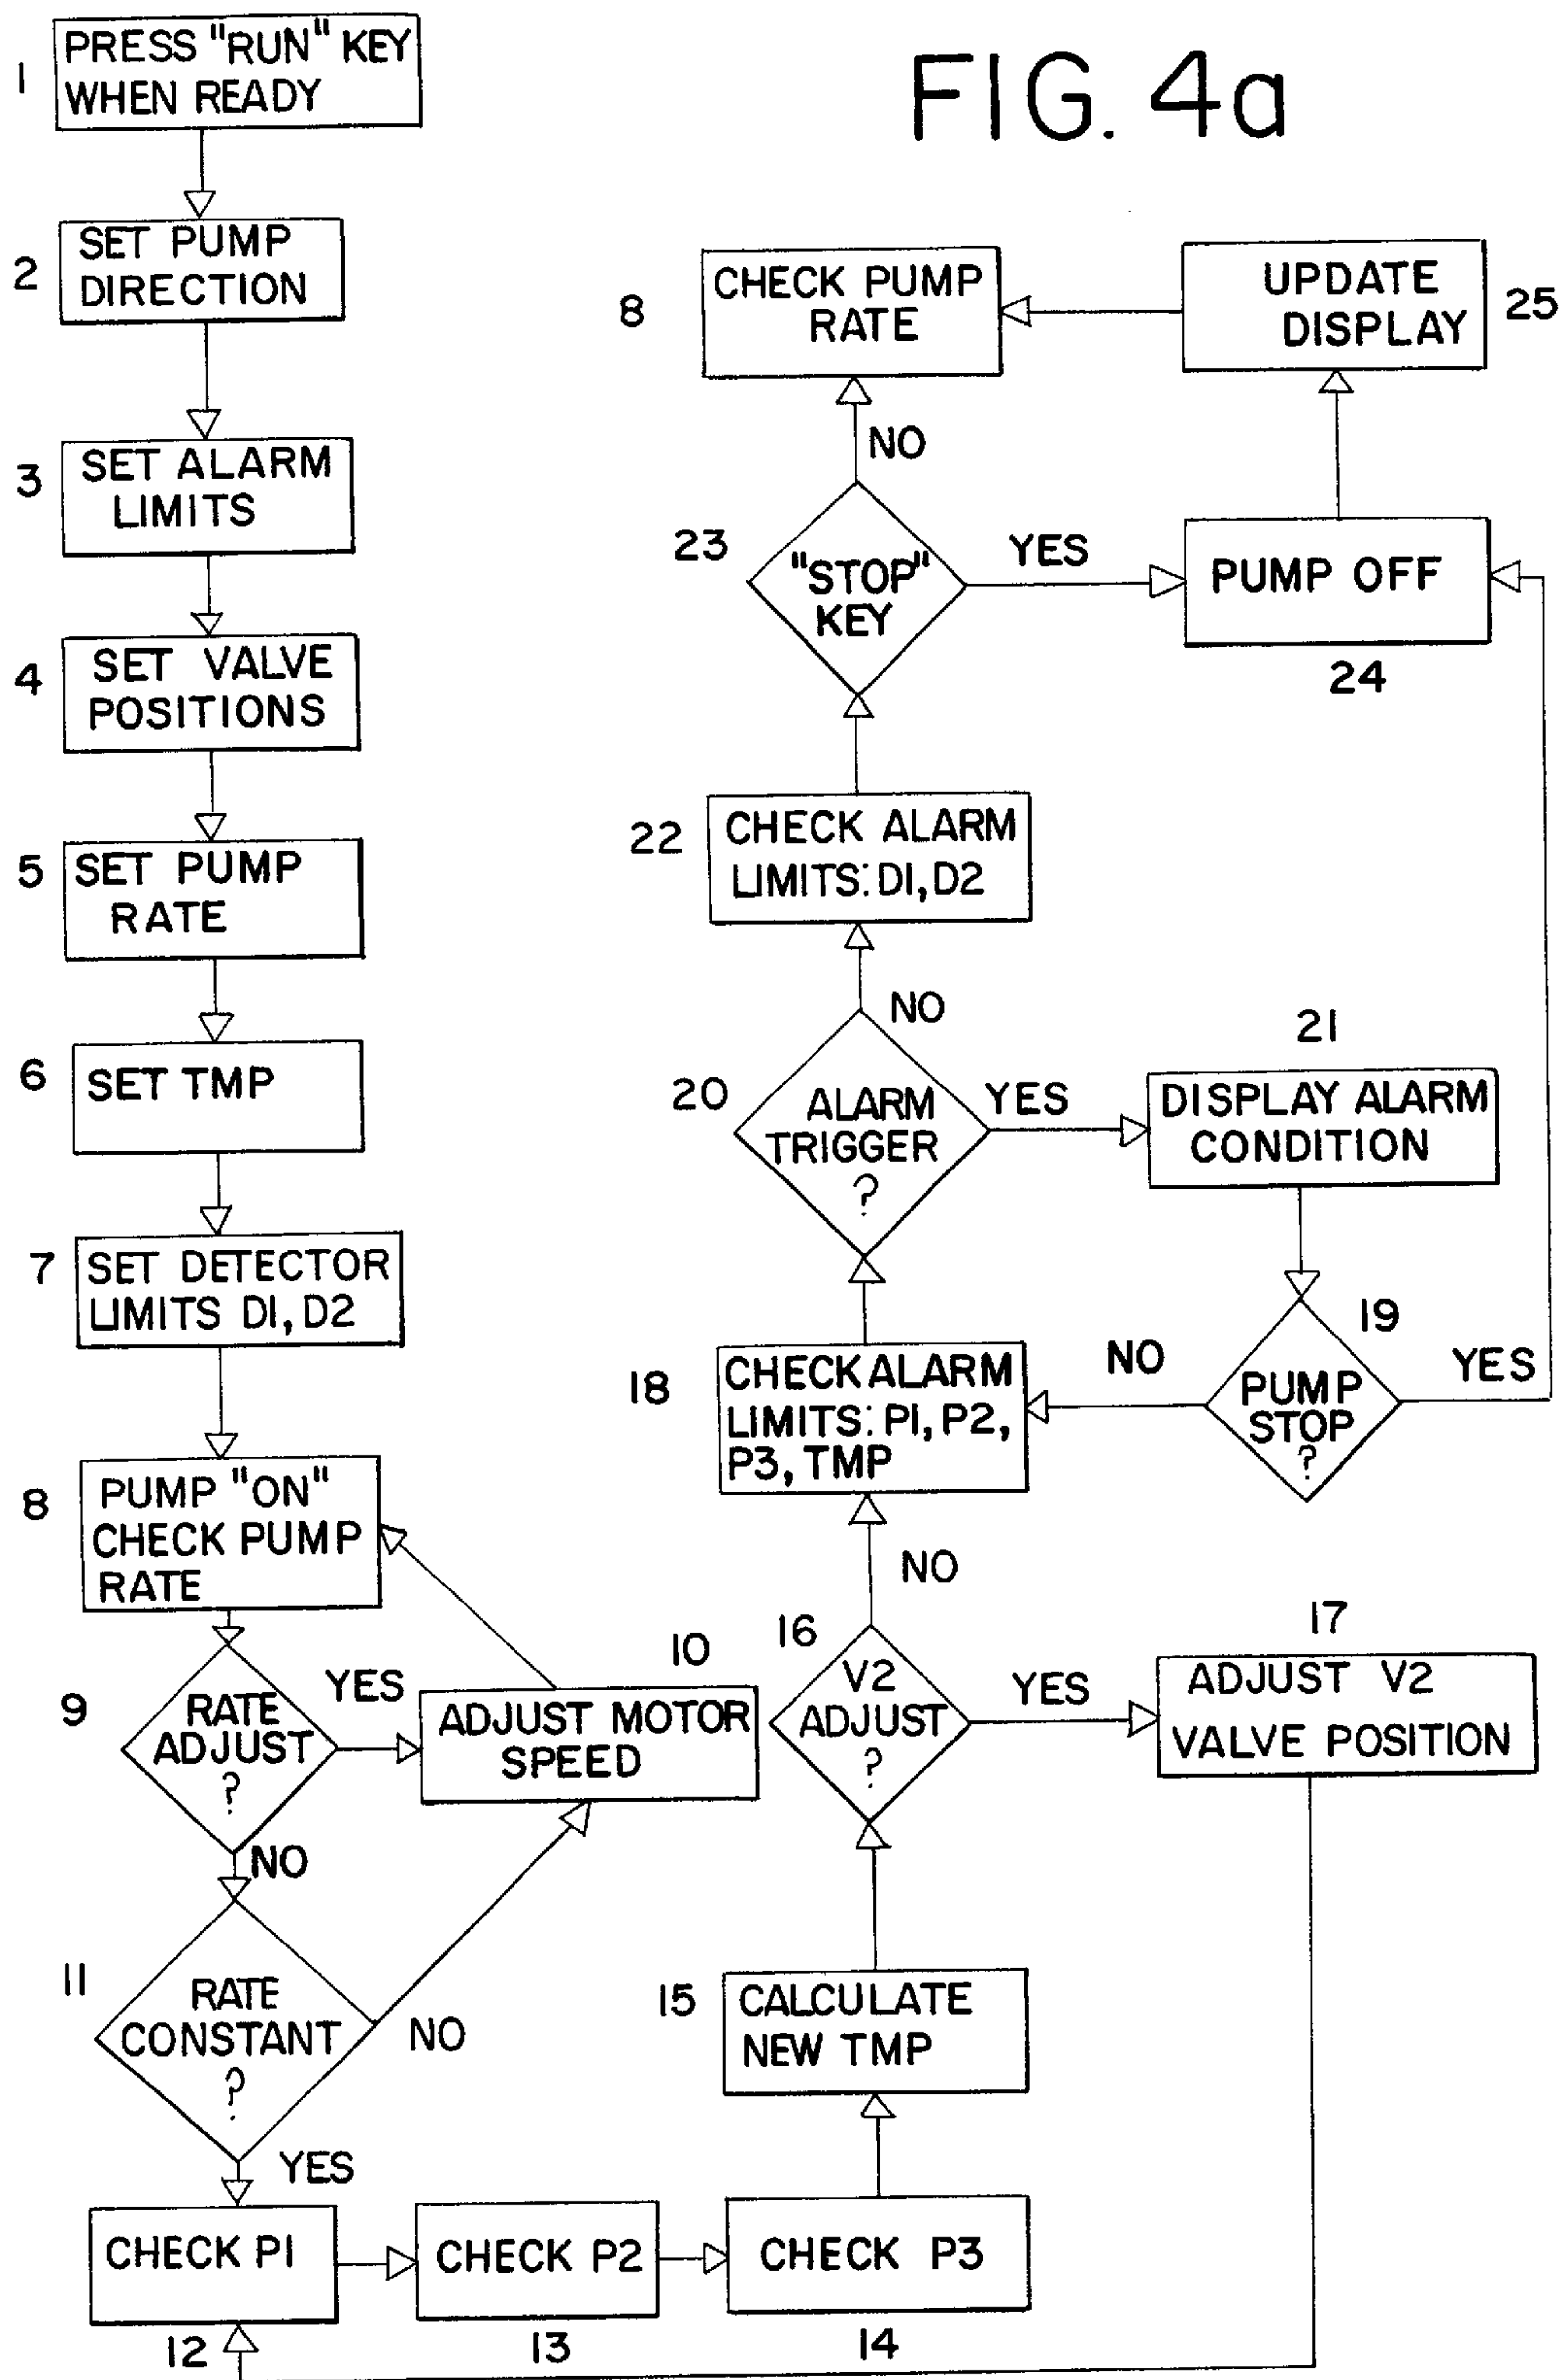 FIG. 4a
1
PRESS "RUN" KEY
WHEN READY
2
SET PUMP
DIRECTION
3
SET ALARM
LIMITS
4
SET VALVE
POSITIONS
5
SET PUMP
RATE
6
SET TMP
7
SET DETECTOR
LIMITS D1, D2
8
PUMP "ON"
CHECK PUMP
RATE
9
RATE
ADJUST
?
YES
NO
10
ADJUST MOTOR
SPEED
11
RATE
CONSTANT
?
NO
YES
CHECK P1
12
CHECK P2
13
CHECK P3
14
15
CALCULATE
NEW TMP
16
V2
ADJUST
?
YES
NO
17
ADJUST V2
VALVE POSITION
18
CHECK ALARM
LIMITS: P1, P2,
P3, TMP
NO
19
PUMP
STOP
?
YES
20
ALARM
TRIGGER
?
YES
NO
21
DISPLAY ALARM
CONDITION
22
CHECK ALARM
LIMITS: D1, D2
23
"STOP"
KEY
YES
NO
PUMP OFF
24
8
CHECK PUMP
RATE
UPDATE
DISPLAY
25